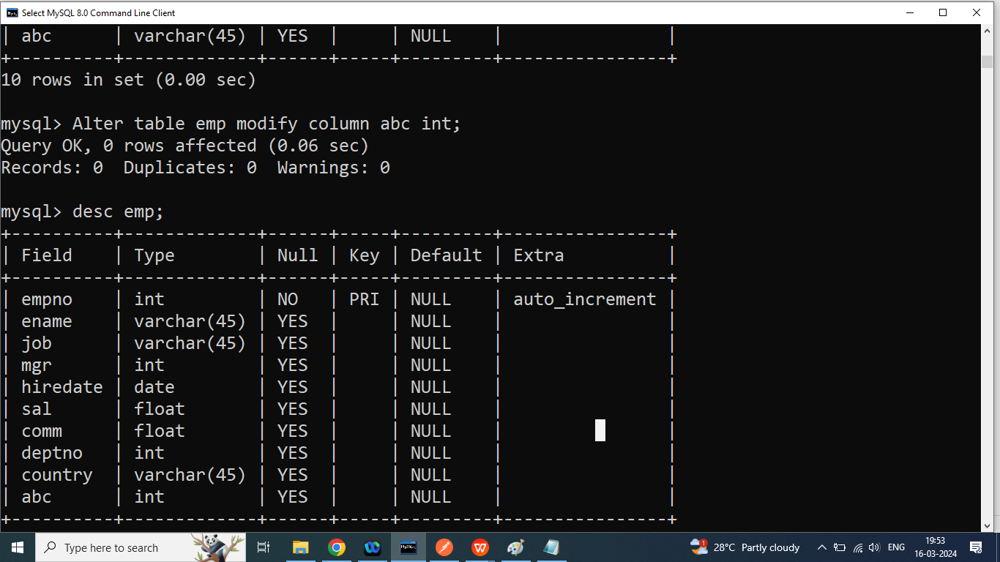 Select MySQL 8.0 Command Line Client
| abc      | varchar(45) | YES  |     | NULL    |                |
+----------+-------------+------+-----+---------+----------------+
10 rows in set (0.00 sec)
mysql> Alter table emp modify column abc int;
Query OK, 0 rows affected (0.06 sec)
Records: 0  Duplicates: 0  Warnings: 0
mysql> desc emp;
+----------+-------------+------+-----+---------+----------------+
| Field    | Type        | Null | Key | Default | Extra          |
+----------+-------------+------+-----+---------+----------------+
| empno    | int         | NO   | PRI | NULL    | auto_increment |
| ename    | varchar(45) | YES  |     | NULL    |                |
| job      | varchar(45) | YES  |     | NULL    |                |
| mgr      | int         | YES  |     | NULL    |                |
| hiredate | date        | YES  |     | NULL    |                |
| sal      | float       | YES  |     | NULL    |                |
| comm     | float       | YES  |     | NULL    |                |
| deptno   | int         | YES  |     | NULL    |                |
| country  | varchar(45) | YES  |     | NULL    |                |
| abc      | int         | YES  |     | NULL    |                |
+----------+-------------+------+-----+---------+----------------+
Type here to search
1
28°C Partly cloudy
ENG
19:53
16-03-2024